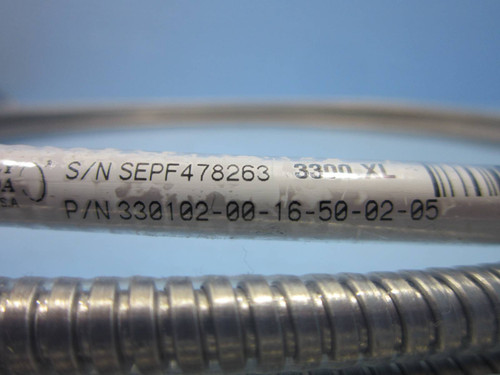 S/N SEPF478263 3300 XL
P/N 330102-00-16-50-02-05